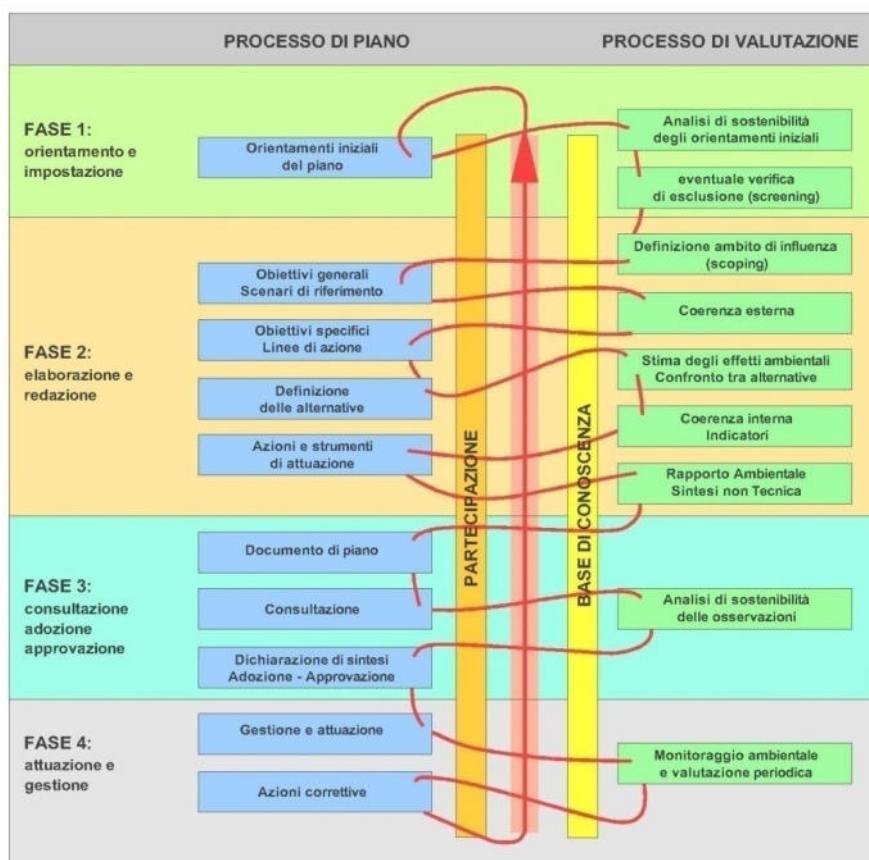 PROCESSO DI PIANO
PROCESSO DI VALUTAZIONE
FASE 1:
orientamento e
impostazione
Orientamenti iniziali
del piano
Analisi di sostenibilità
degli orientamenti iniziali
eventuale verifica
di esclusione (screening)
FASE 2:
elaborazione e
redazione
Obiettivi generali
Scenari di riferimento
Obiettivi specifici
Linee di azione
Definizione
delle alternative
Azioni e strumenti
di attuazione
Definizione ambito di influenza
(scoping)
Coerenza esterna
Stima degli effetti ambientali
Confronto tra alternative
Coerenza interna
Indicatori
Rapporto Ambientale
Sintesi non Tecnica
PARTECIPAZIONE
BASE DI CONOSCENZA
FASE 3:
consultazione
adozione
approvazione
Documento di piano
Consultazione
Dichiarazione di sintesi
Adozione - Approvazione
Analisi di sostenibilità
delle osservazioni
FASE 4:
attuazione e
gestione
Gestione e attuazione
Azioni correttive
Monitoraggio ambientale
e valutazione periodica